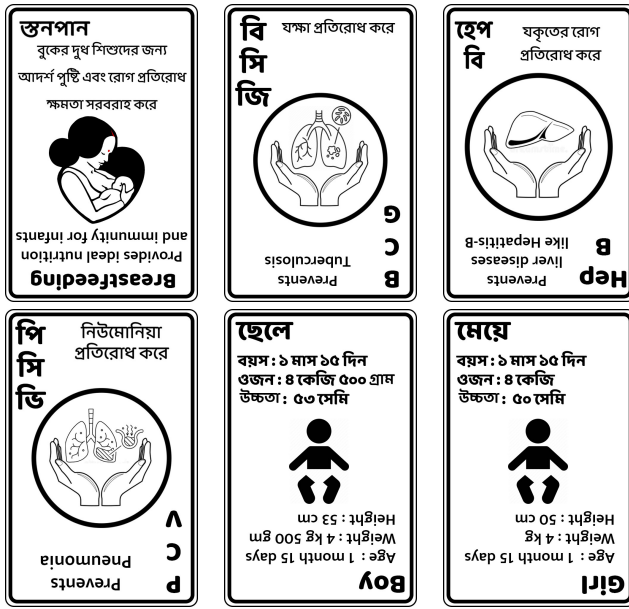 স্তনপান
বুকের দুধ শিশুদের জন্য
আদর্শ পুষ্টি এবং রোগ প্রতিরোধ
ক্ষমতা সরবরাহ করে
Breastfeeding
Provides ideal nutrition
and immunity for infants
বি
সি
জি
যক্ষা প্রতিরোধ করে
B
C
G
Prevents
Tuberculosis
হেপ
বি
যকৃতের রোগ
প্রতিরোধ করে
Hep
B
Prevents
liver diseases
like Hepatitis-B
পি
সি
ভি
নিউমোনিয়া
প্রতিরোধ করে
P
C
V
Prevents
Pneumonia
ছেলে
বয়স : ১ মাস ১৫ দিন
ওজন : ৪ কেজি ৫০০ গ্রাম
উচ্চতা : ৫৩ সেমি
Boy
Age : 1 month 15 days
Weight : 4 kg 500 gm
Height : 53 cm
মেয়ে
বয়স : ১ মাস ১৫ দিন
ওজন : ৪ কেজি
উচ্চতা : ৫০ সেমি
Girl
Age : 1 month 15 days
Weight : 4 kg
Height : 50 cm